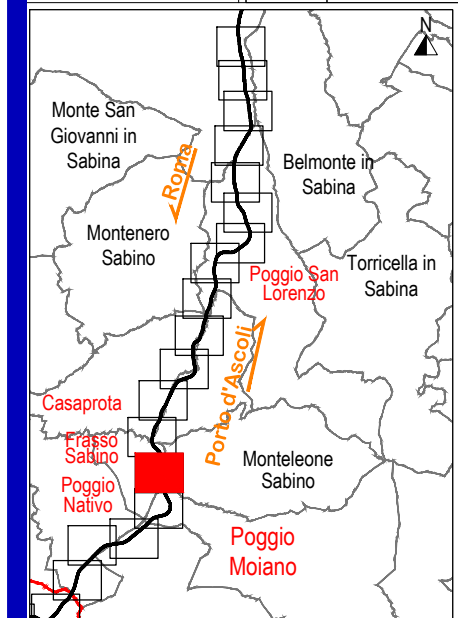 N
Monte San
Giovanni in
Sabina
Roma
Belmonte in
Sabina
Montenero
Sabino
Poggio San
Lorenzo
Torricella in
Sabina
Porto d'Ascoli
Casaprota
Frasso
Sabino
Monteleone
Sabino
Poggio
Nativo
Poggio
Moiano